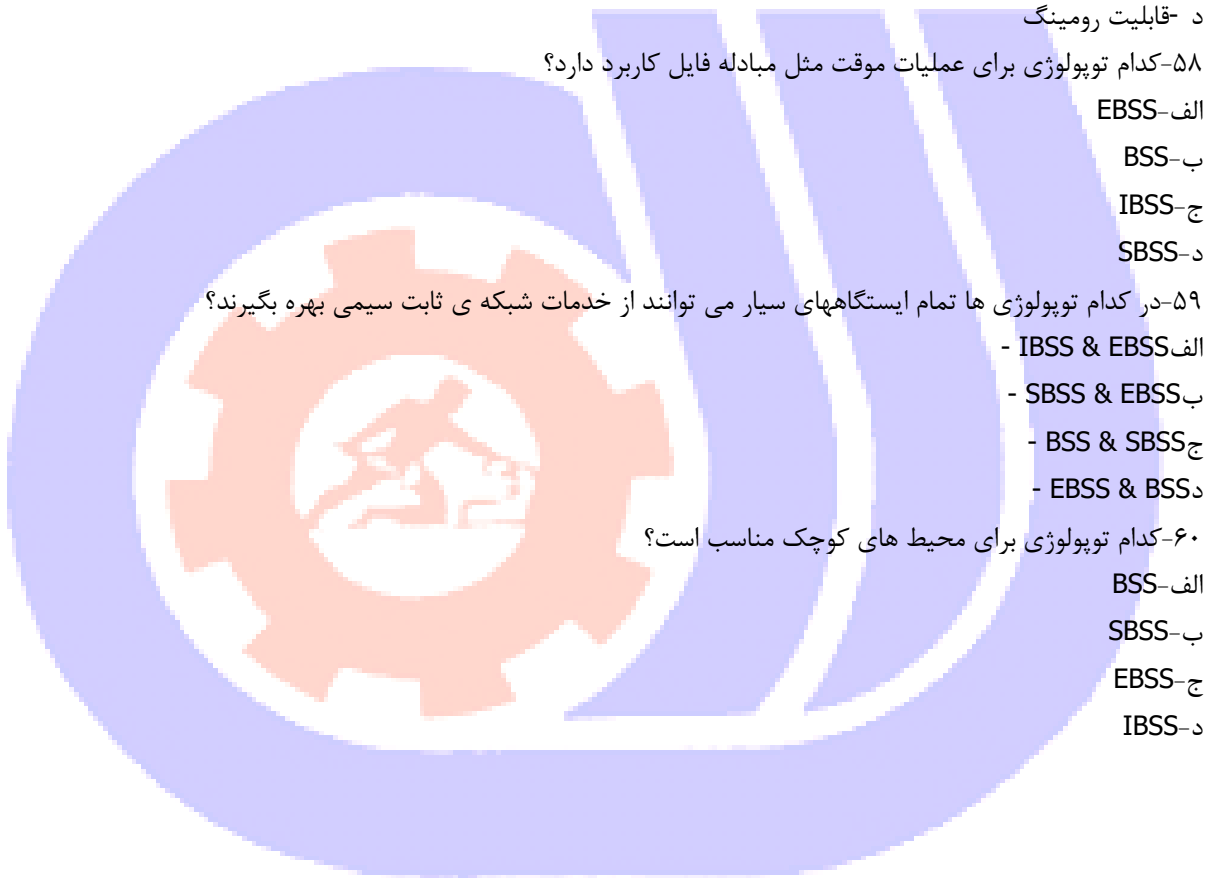 د -قابلیت رومینگ
۵۸-کدام توپولوژی برای عملیات موقت مثل مبادله فایل کاربرد دارد؟
الف-EBSS
ب-BSS
ج-IBSS
د-SBSS
۵۹-در کدام توپولوژی ها تمام ایستگاههای سیار می توانند از خدمات شبکه ی ثابت سیمی بهره بگیرند؟
الفIBSS & EBSS -
بSBSS & EBSS -
جBSS & SBSS -
دEBSS & BSS -
۶۰-کدام توپولوژی برای محیط های کوچک مناسب است؟
الف-BSS
ب-SBSS
ج-EBSS
د-IBSS